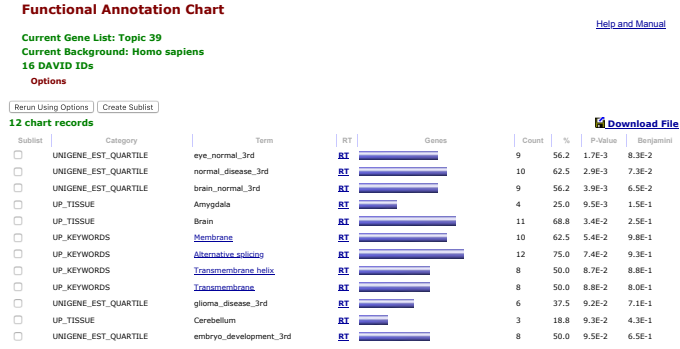 Functional Annotation Chart
Help and Manual
Current Gene List: Topic 39
Current Background: Homo sapiens
16 DAVID IDs
Options
Rerun Using Options Create Sublist
12 chart records Download File
Sublist Category Term RT Genes Count % P-Value Benjamini
UNIGENE_EST_QUARTILE eye_normal_3rd RT 9 56.2 1.7E-3 8.3E-2
UNIGENE_EST_QUARTILE normal_disease_3rd RT 10 62.5 2.9E-3 7.3E-2
UNIGENE_EST_QUARTILE brain_normal_3rd RT 9 56.2 3.9E-3 6.5E-2
UP_TISSUE Amygdala RT 4 25.0 9.5E-3 1.5E-1
UP_TISSUE Brain RT 11 68.8 3.4E-2 2.5E-1
UP_KEYWORDS Membrane RT 10 62.5 5.4E-2 9.8E-1
UP_KEYWORDS Alternative splicing RT 12 75.0 7.4E-2 9.3E-1
UP_KEYWORDS Transmembrane helix RT 8 50.0 8.7E-2 8.8E-1
UP_KEYWORDS Transmembrane RT 8 50.0 8.8E-2 8.0E-1
UNIGENE_EST_QUARTILE glioma_disease_3rd RT 6 37.5 9.2E-2 7.1E-1
UP_TISSUE Cerebellum RT 3 18.8 9.3E-2 4.3E-1
UNIGENE_EST_QUARTILE embryo_development_3rd RT 8 50.0 9.5E-2 6.5E-1